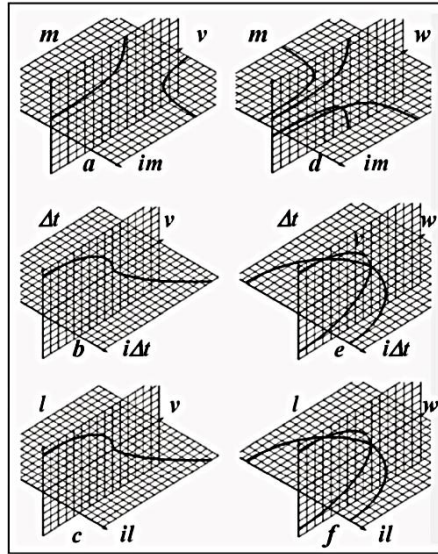 m v m w
a im d im
Δt v Δt v w
b iΔt e iΔt
l v l w
c il f il